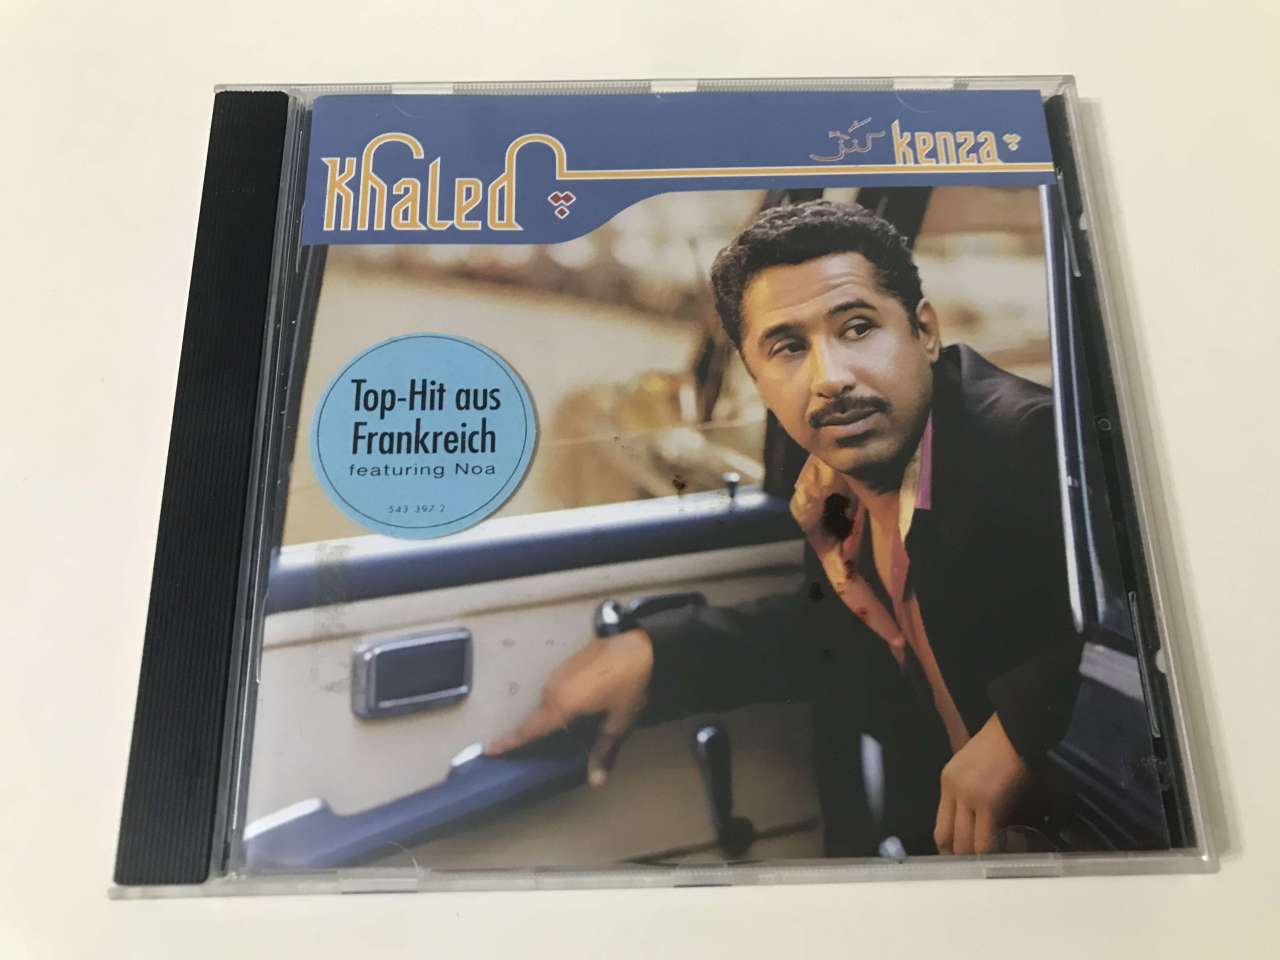 Khaled
كنزة kenza
Top-Hit aus
Frankreich
featuring Noa
543 397 2